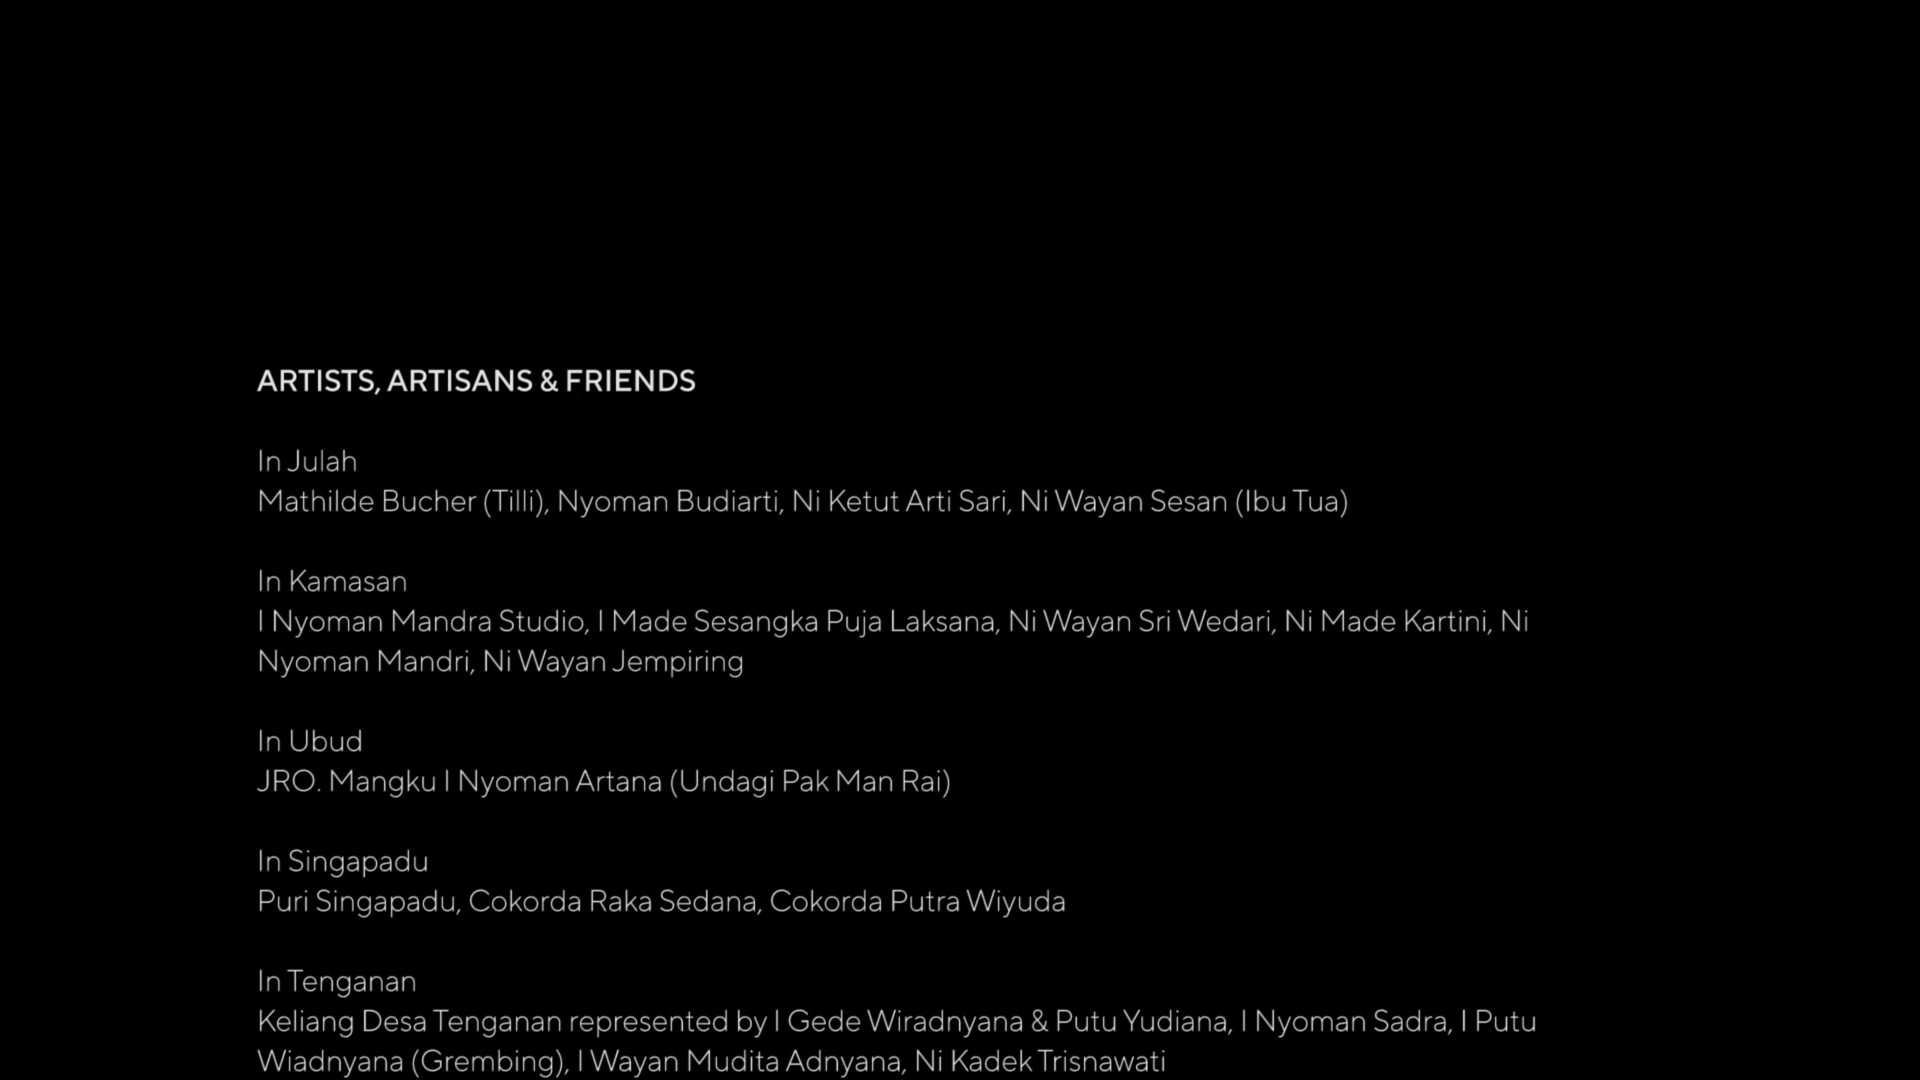 ARTISTS, ARTISANS & FRIENDS
In Julah
Mathilde Bucher (Tilli), Nyoman Budiarti, Ni Ketut Arti Sari, Ni Wayan Sesan (Ibu Tua)
In Kamasan
I Nyoman Mandra Studio, I Made Sesangka Puja Laksana, Ni Wayan Sri Wedari, Ni Made Kartini, Ni
Nyoman Mandri, Ni Wayan Jempiring
In Ubud
JRO. Mangku I Nyoman Artana (Undagi Pak Man Rai)
In Singapadu
Puri Singapadu, Cokorda Raka Sedana, Cokorda Putra Wiyuda
In Tenganan
Keliang Desa Tenganan represented by I Gede Wiradnyana & Putu Yudiana, I Nyoman Sadra, I Putu
Wiadnyana (Grembing), I Wayan Mudita Adnyana, Ni Kadek Trisnawati